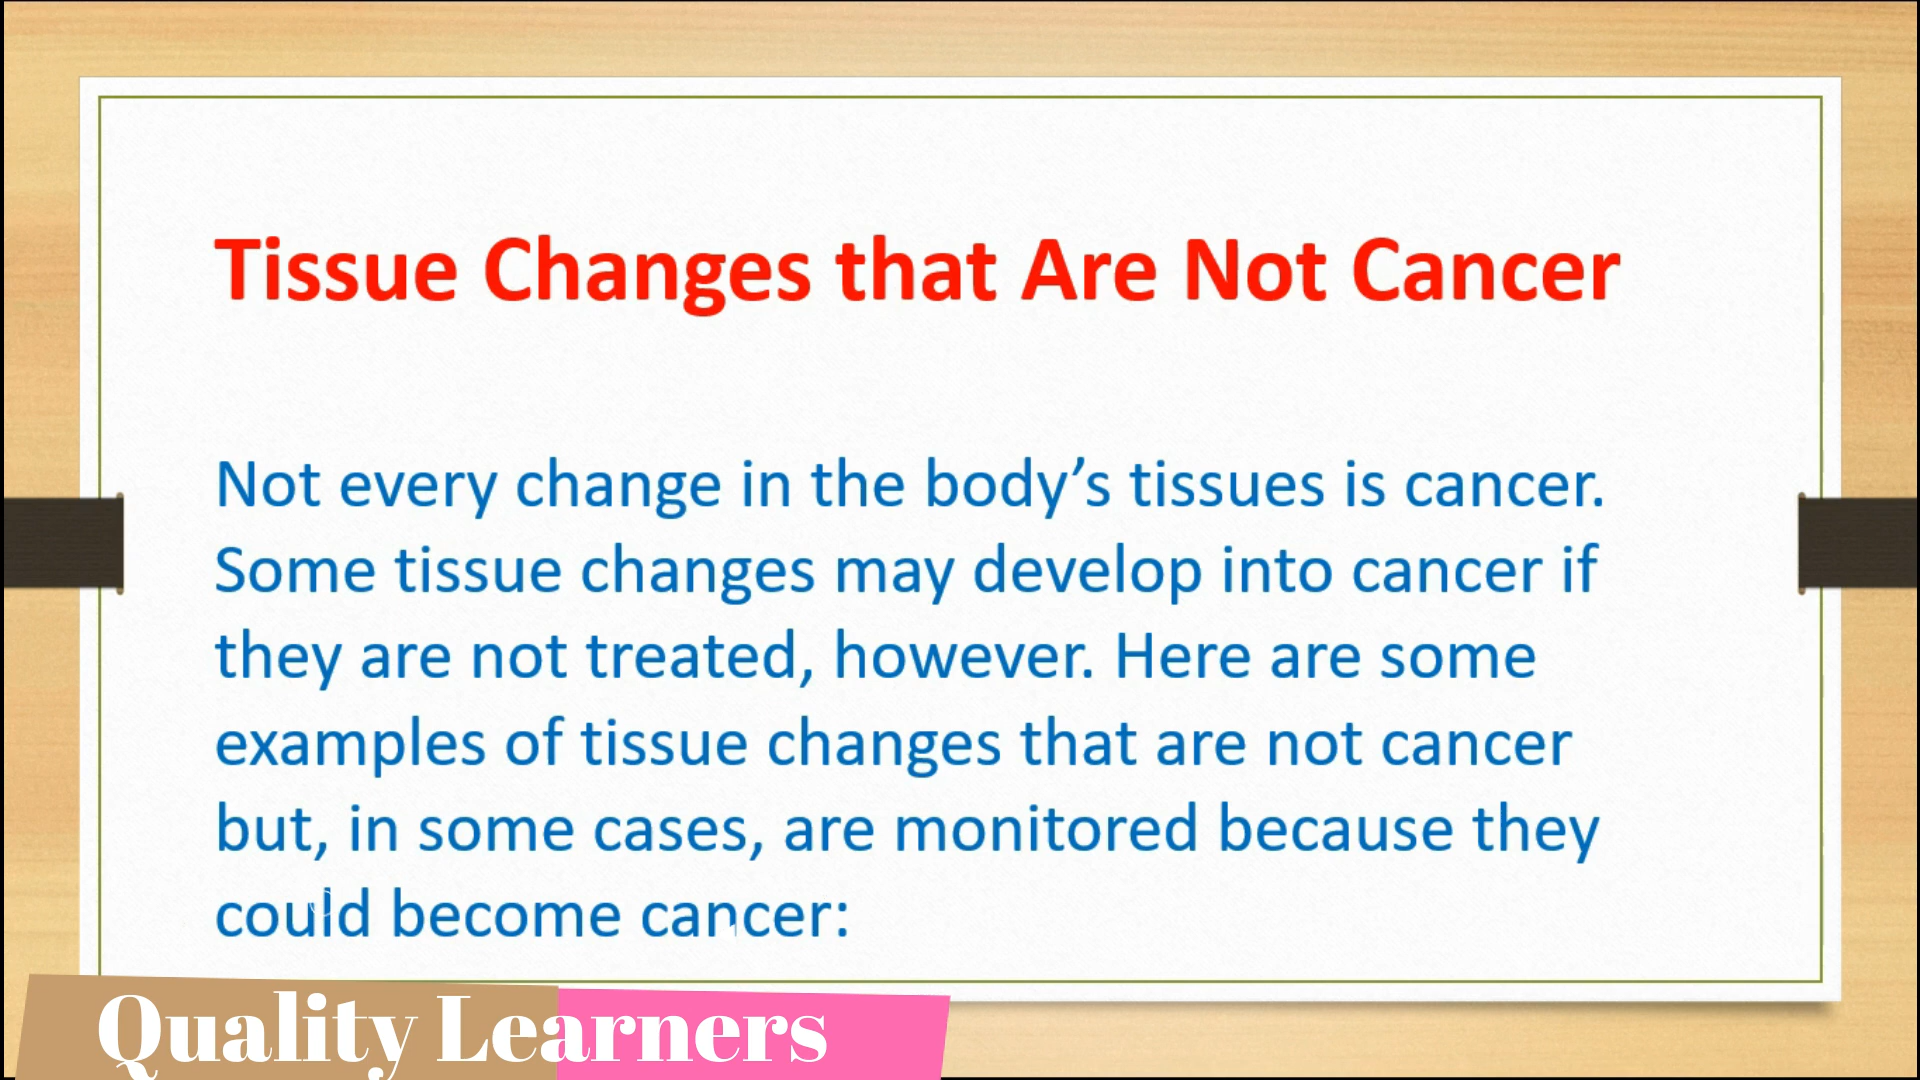 Tissue Changes that Are Not Cancer
Not every change in the body’s tissues is cancer.
Some tissue changes may develop into cancer if
they are not treated, however. Here are some
examples of tissue changes that are not cancer
but, in some cases, are monitored because they
could become cancer:
Quality Learners